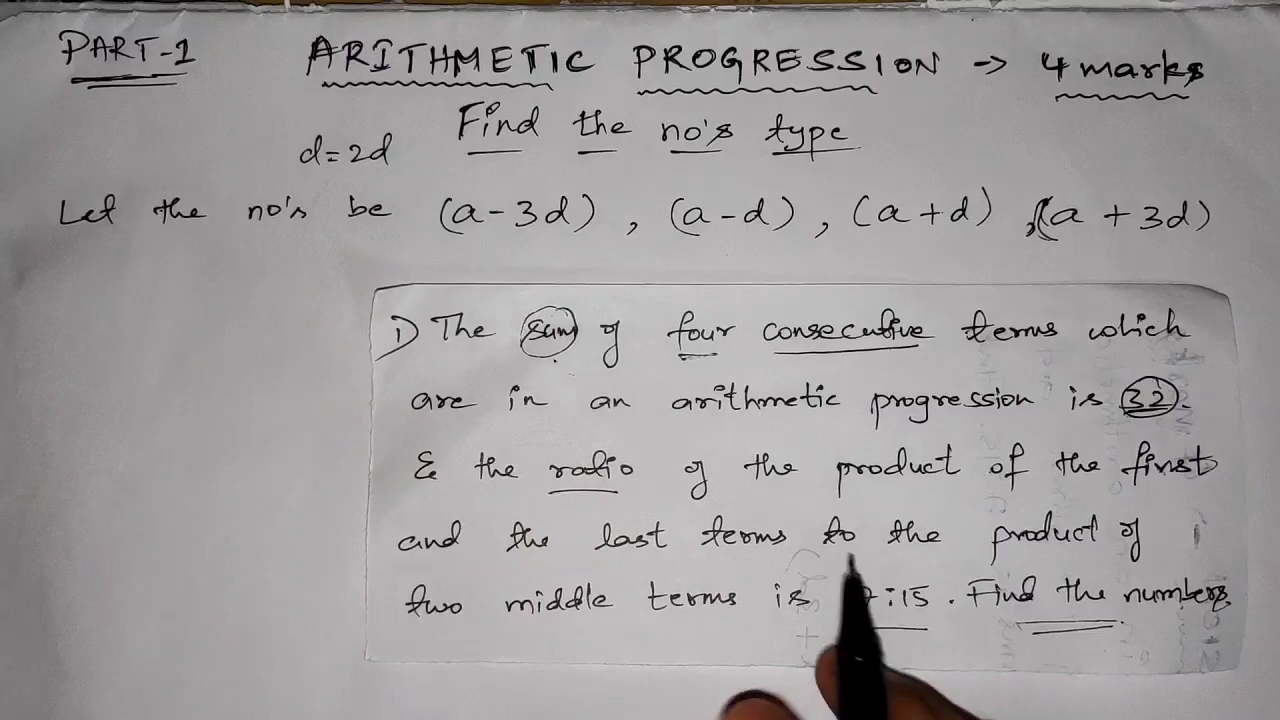 PART-1 ARITHMETIC PROGRESSION → 4 marks
Find the no's type
d=2d
Let the no's be (a-3d), (a-d), (a+d), (a+3d)
1) The sum of four consecutive terms which
are in an arithmetic progression is 32.
& the ratio of the product of the first
and the last terms to the product of
two middle terms is :15. Find the numbers